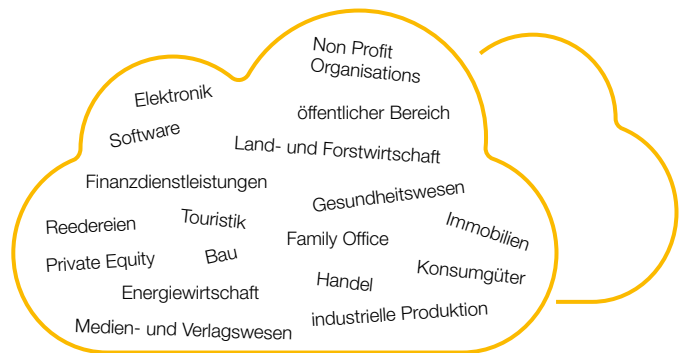 Non Profit
Organisations
Elektronik
öffentlicher Bereich
Software
Land- und Forstwirtschaft
Finanzdienstleistungen
Gesundheitswesen
Reedereien
Touristik
Immobilien
Family Office
Private Equity
Bau
Konsumgüter
Handel
Energiewirtschaft
industrielle Produktion
Medien- und Verlagswesen